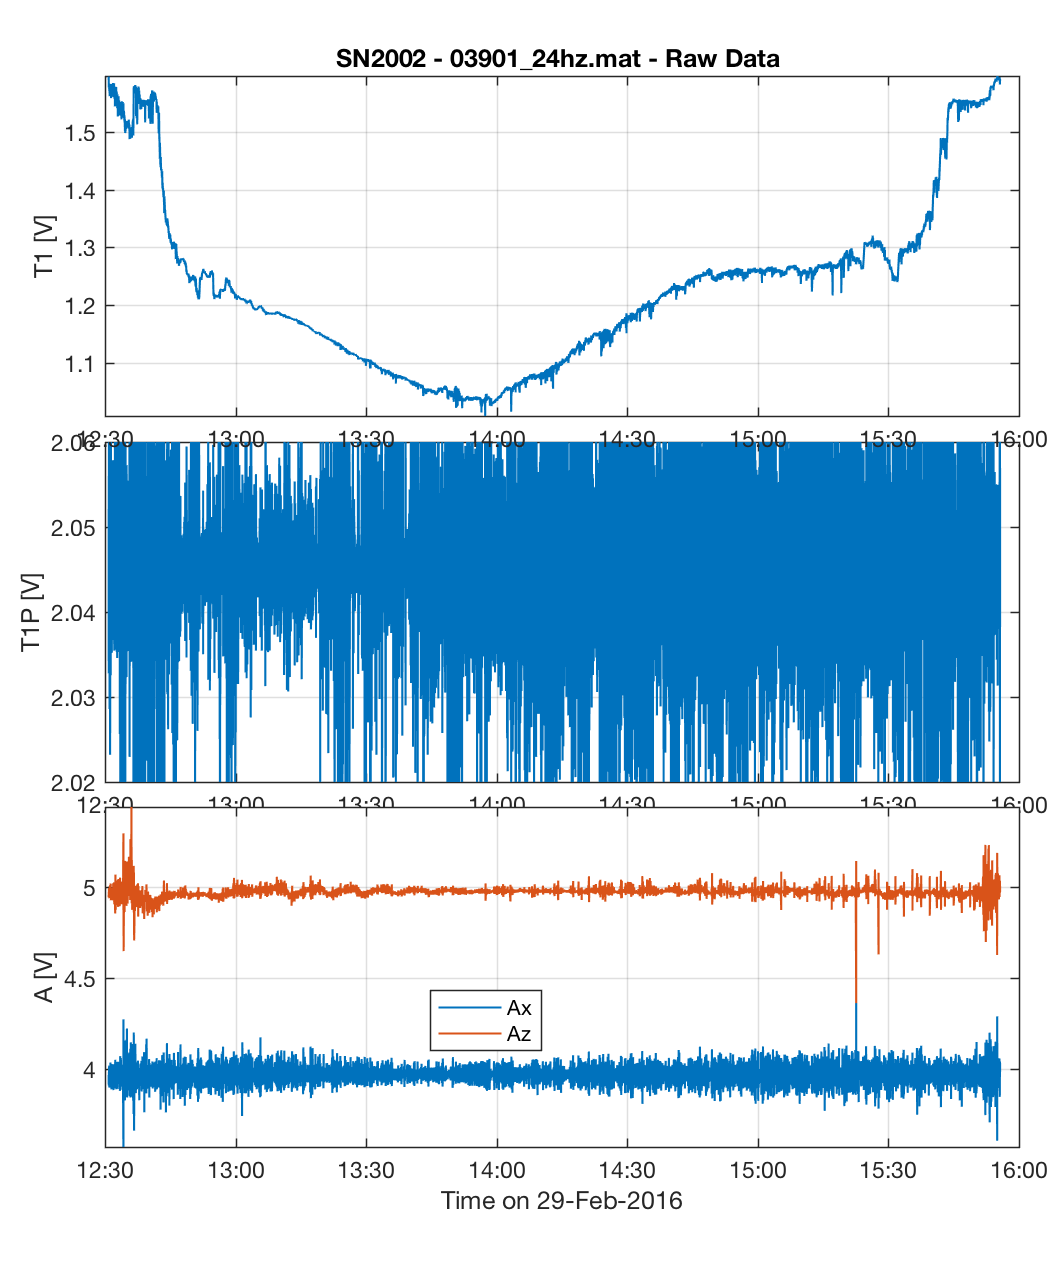 SN2002 - 03901_24hz.mat - Raw Data
T1 [V]
1.5
1.4
1.3
1.2
1.1
12:30 13:00 13:30 14:00 14:30 15:00 15:30 16:00
T1P [V]
2.06
2.05
2.04
2.03
2.02
12:30 13:00 13:30 14:00 14:30 15:00 15:30 16:00
A [V]
5
4.5
4
Ax
Az
12:30 13:00 13:30 14:00 14:30 15:00 15:30 16:00
Time on 29-Feb-2016